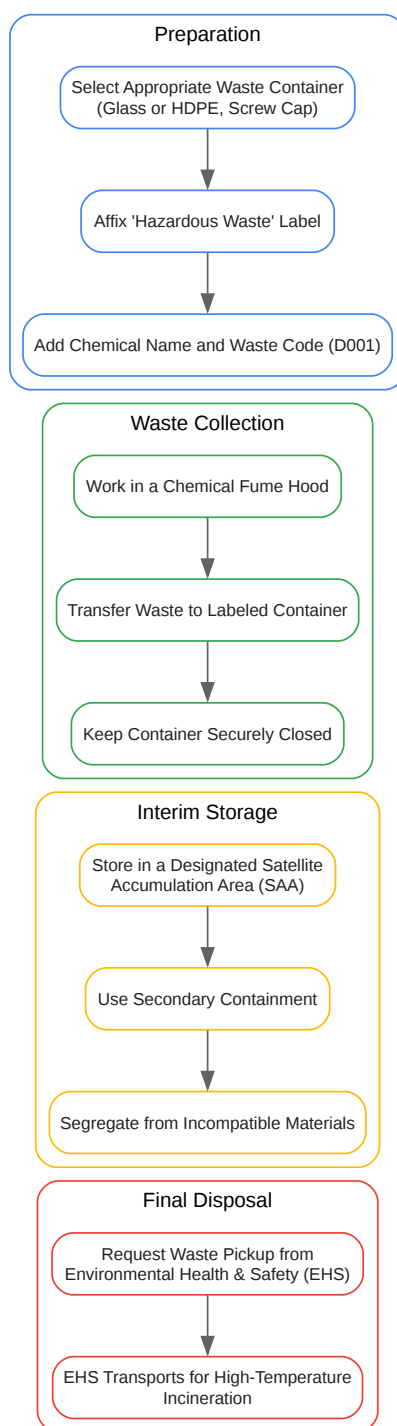 Preparation
Select Appropriate Waste Container
(Glass or HDPE, Screw Cap)
Affix 'Hazardous Waste' Label
Add Chemical Name and Waste Code (D001)
Waste Collection
Work in a Chemical Fume Hood
Transfer Waste to Labeled Container
Keep Container Securely Closed
Interim Storage
Store in a Designated Satellite
Accumulation Area (SAA)
Use Secondary Containment
Segregate from Incompatible Materials
Final Disposal
Request Waste Pickup from
Environmental Health & Safety (EHS)
EHS Transports for High-Temperature
Incineration